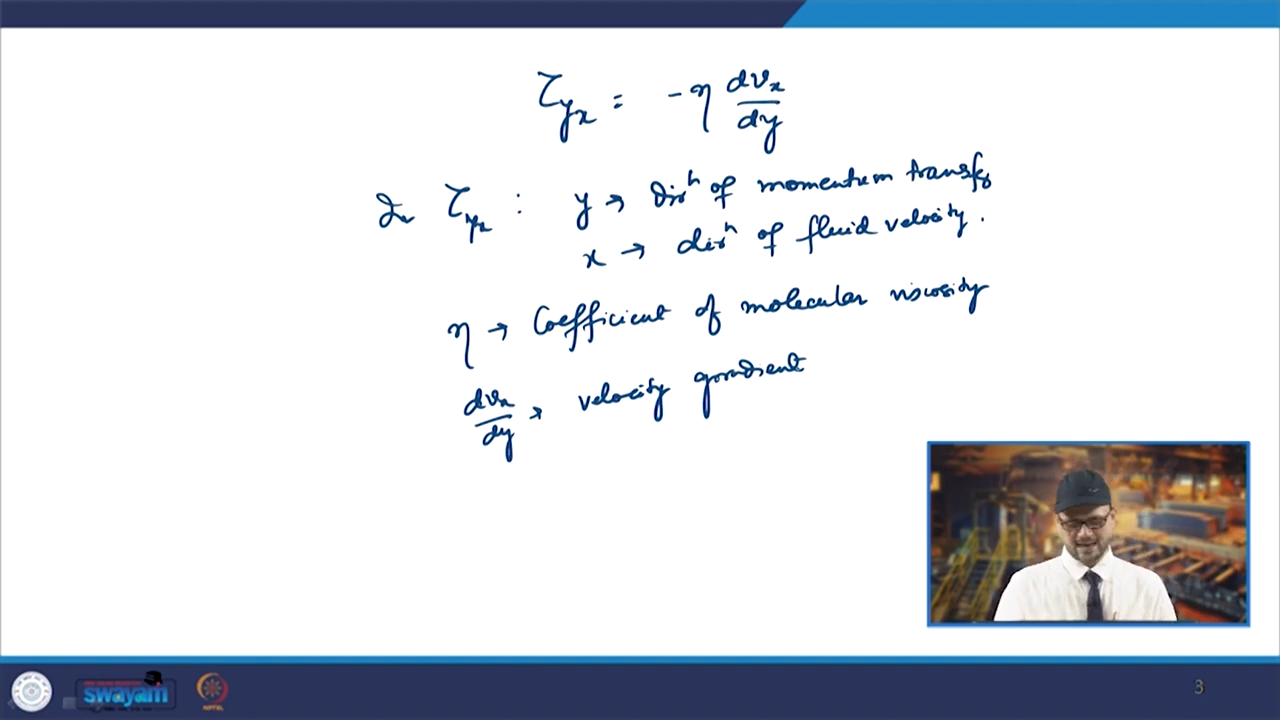 τyx = -η dvx/dy
In τyx : y → dirⁿ of momentum transfer
x → dirⁿ of fluid velocity.
η → Coefficient of molecular viscosity
dvx/dy → velocity gradient
swayam
3